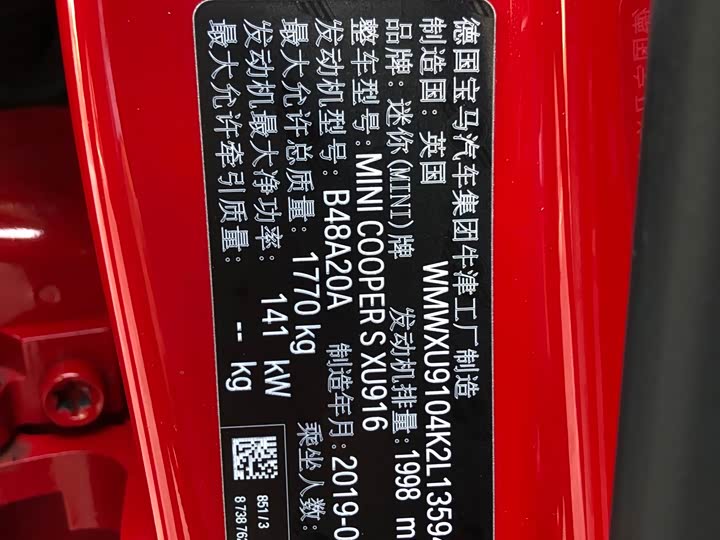 德国宝马汽车集团牛津工厂制造
制造国: 英国 WMWXU9104K2L1359
品牌: 迷你(MINI)牌 发动机排量: 1998 m
整车型号: MINI COOPER S XU916
发动机型号: B48A20A 制造年月: 2019-0
最大允许总质量: 1770 kg 乘坐人数:
发动机最大净功率: 141 kW
最大允许牵引质量: -- kg
851/3
8 738 762